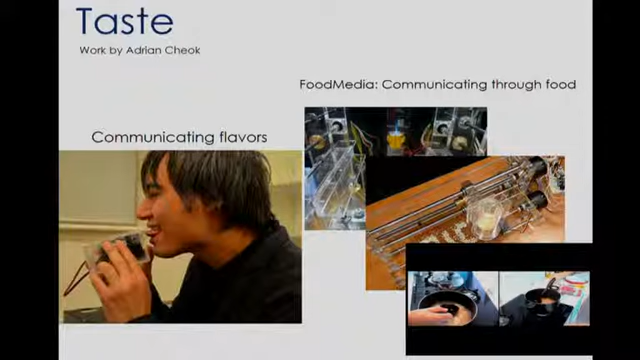 Taste
Work by Adrian Cheok
FoodMedia: Communicating through food
Communicating flavors